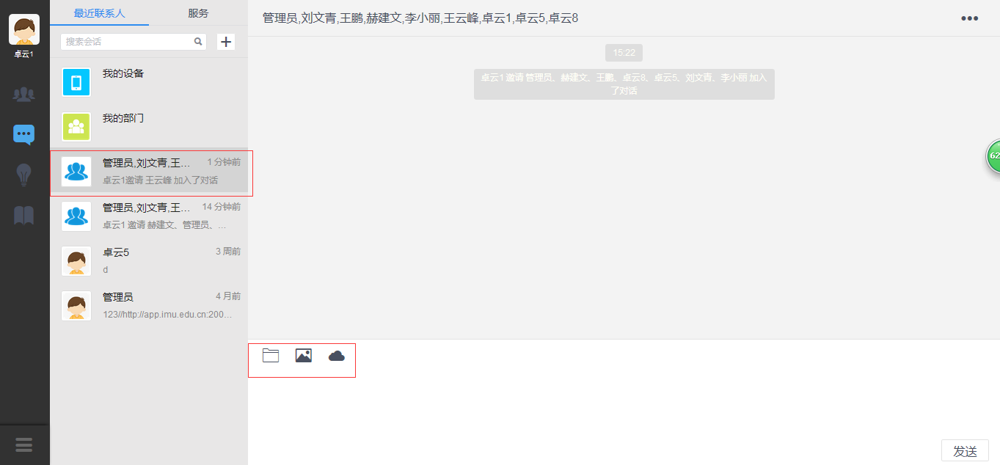 卓云1
最近联系人
服务
搜索会话
我的设备
我的部门
管理员,刘文青,王... 1 分钟前
卓云1邀请 王云峰 加入了对话
管理员,刘文青,王... 14 分钟前
卓云1 邀请 赫建文、管理员、...
卓云5 3 周前
d
管理员 4 月前
123//http://app.imu.edu.cn:200...
管理员,刘文青,王鹏,赫建文,李小丽,王云峰,卓云1,卓云5,卓云8
15:22
卓云1 邀请 管理员、赫建文、王鹏、卓云8、卓云5、刘文青、李小丽 加入
了对话
62
发送